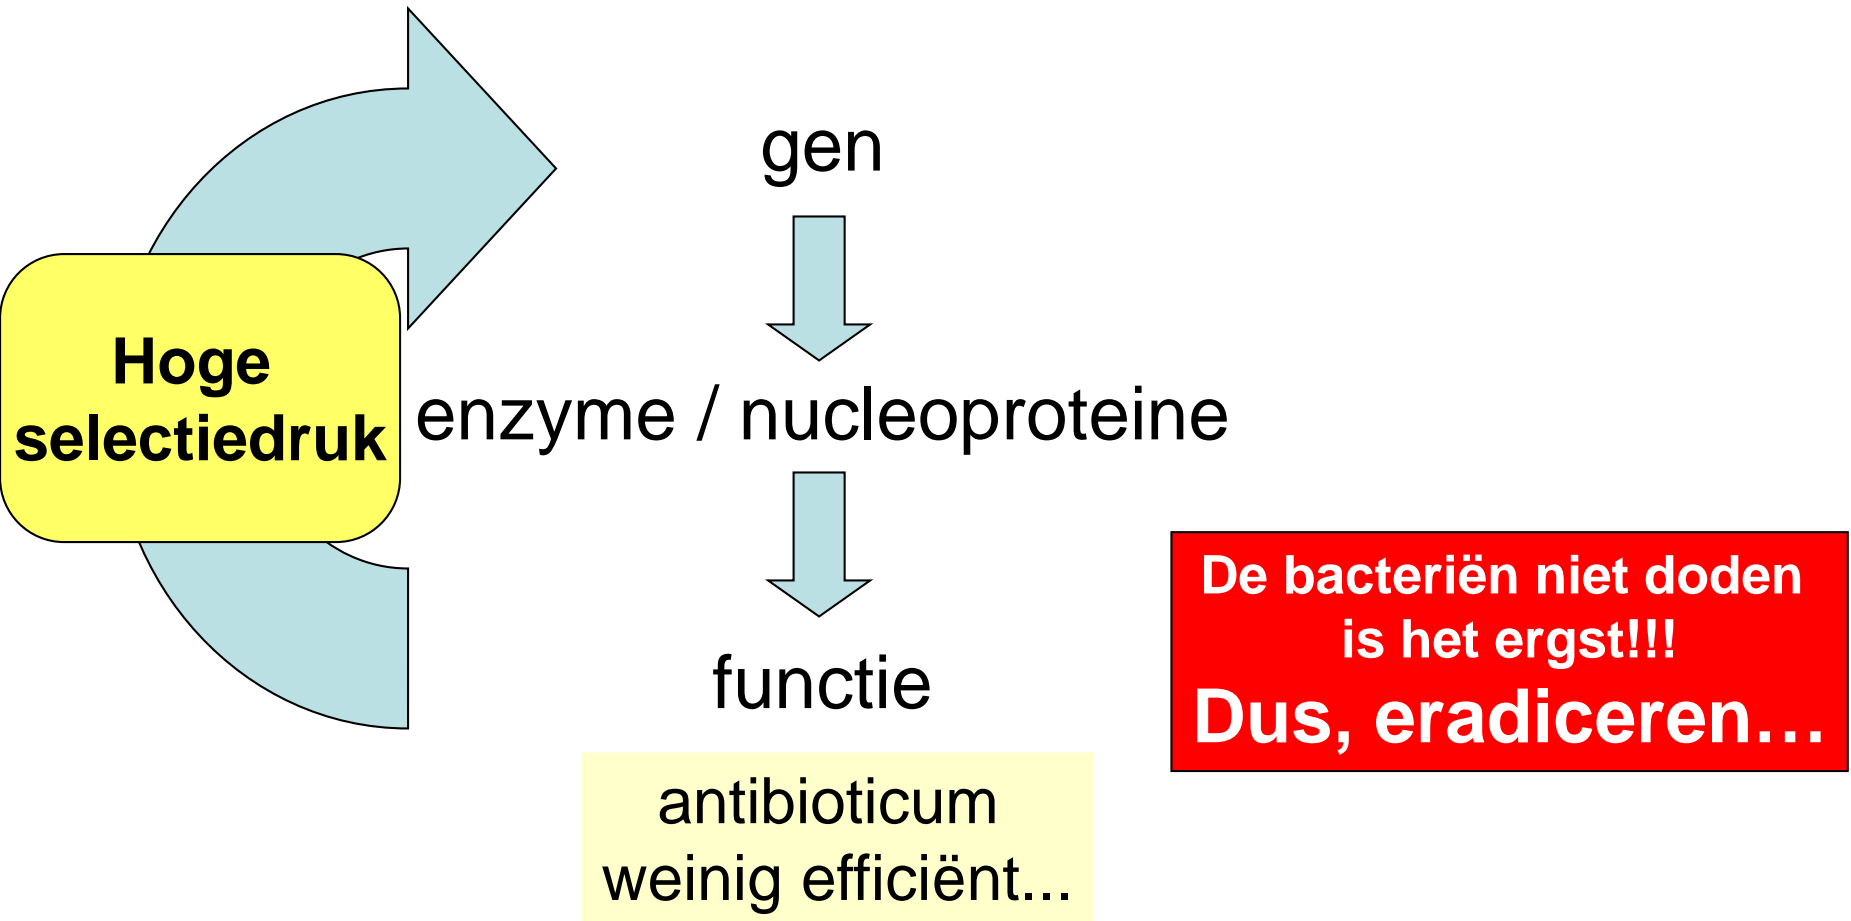 gen
Hoge
selectiedruk
enzyme / nucleoproteine
functie
antibioticum
weinig efficiënt...
De bacteriën niet doden
is het ergst!!!
Dus, eradiceren…